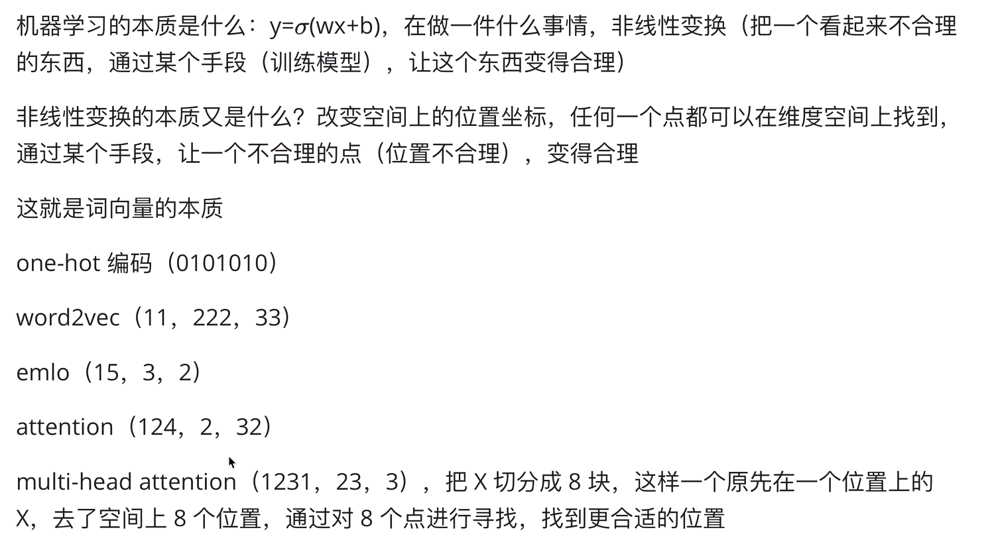 机器学习的本质是什么：y=σ(wx+b)，在做一件什么事情，非线性变换（把一个看起来不合理
的东西，通过某个手段（训练模型），让这个东西变得合理）
非线性变换的本质又是什么？改变空间上的位置坐标，任何一个点都可以在维度空间上找到，
通过某个手段，让一个不合理的点（位置不合理），变得合理
这就是词向量的本质
one-hot 编码（0101010）
word2vec（11，222，33）
emlo（15，3，2）
attention（124，2，32）
multi-head attention（1231，23，3），把 X 切分成 8 块，这样一个原先在一个位置上的
X，去了空间上 8 个位置，通过对 8 个点进行寻找，找到更合适的位置